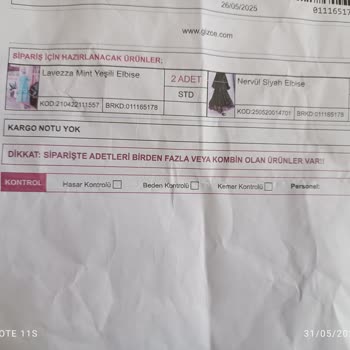 26/05/2025
www.gizce.com
SİPARİŞ İÇİN HAZIRLANACAK ÜRÜNLER;
Lavezza Mint Yeşili Elbise
2 ADET
STD
KOD:210422111557 BRKD:011165178
Nervül Siyah Elbise
KOD:250520014701 BRKD:011165178
KARGO NOTU YOK
DİKKAT: SİPARİŞTE ADETLERİ BİRDEN FAZLA VEYA KOMBİN OLAN ÜRÜNLER VAR!!
KONTROL Hasar Kontrolü Beden Kontrolü Kemer Kontrolü Personel:
OTE 11S
31/05/20